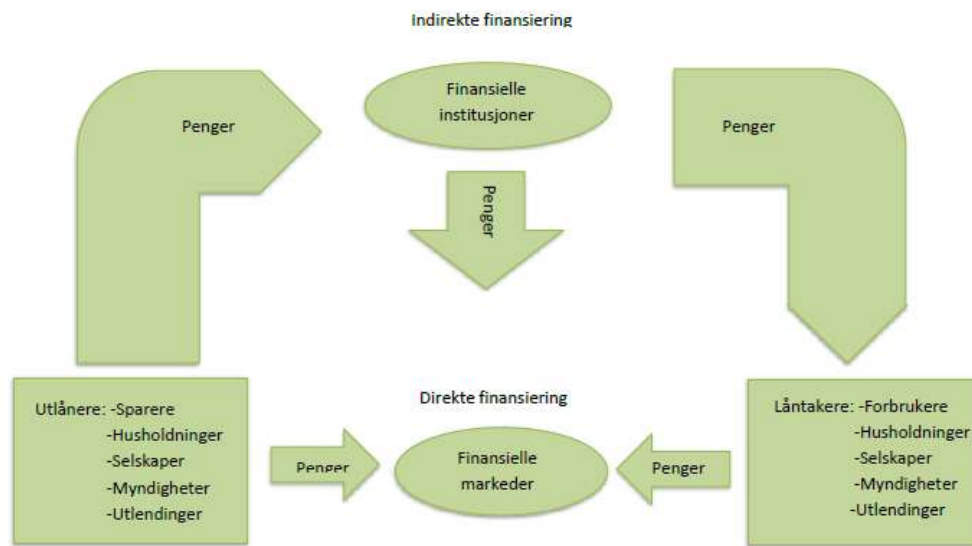 Indirekte finansiering
Finansielle
institusjoner
Penger
Penger
Penger
Direkte finansiering
Utlånere: -Sparere
-Husholdninger
-Selskaper
-Myndigheter
-Utlendinger
Penger
Finansielle
markeder
Penger
Låntakere: -Forbrukere
-Husholdninger
-Selskaper
-Myndigheter
-Utlendinger